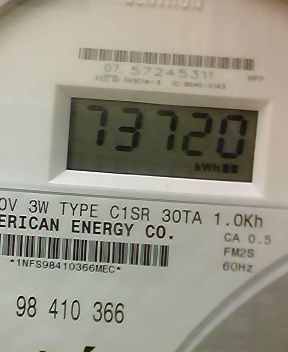 CENTRON
07 57245311
73720
kWh
0V 3W TYPE C1SR 30TA 1.0Kh
ERICAN ENERGY CO.
CA 0.5
*1NFS98410366MEC*
FM2S
60Hz
98 410 366